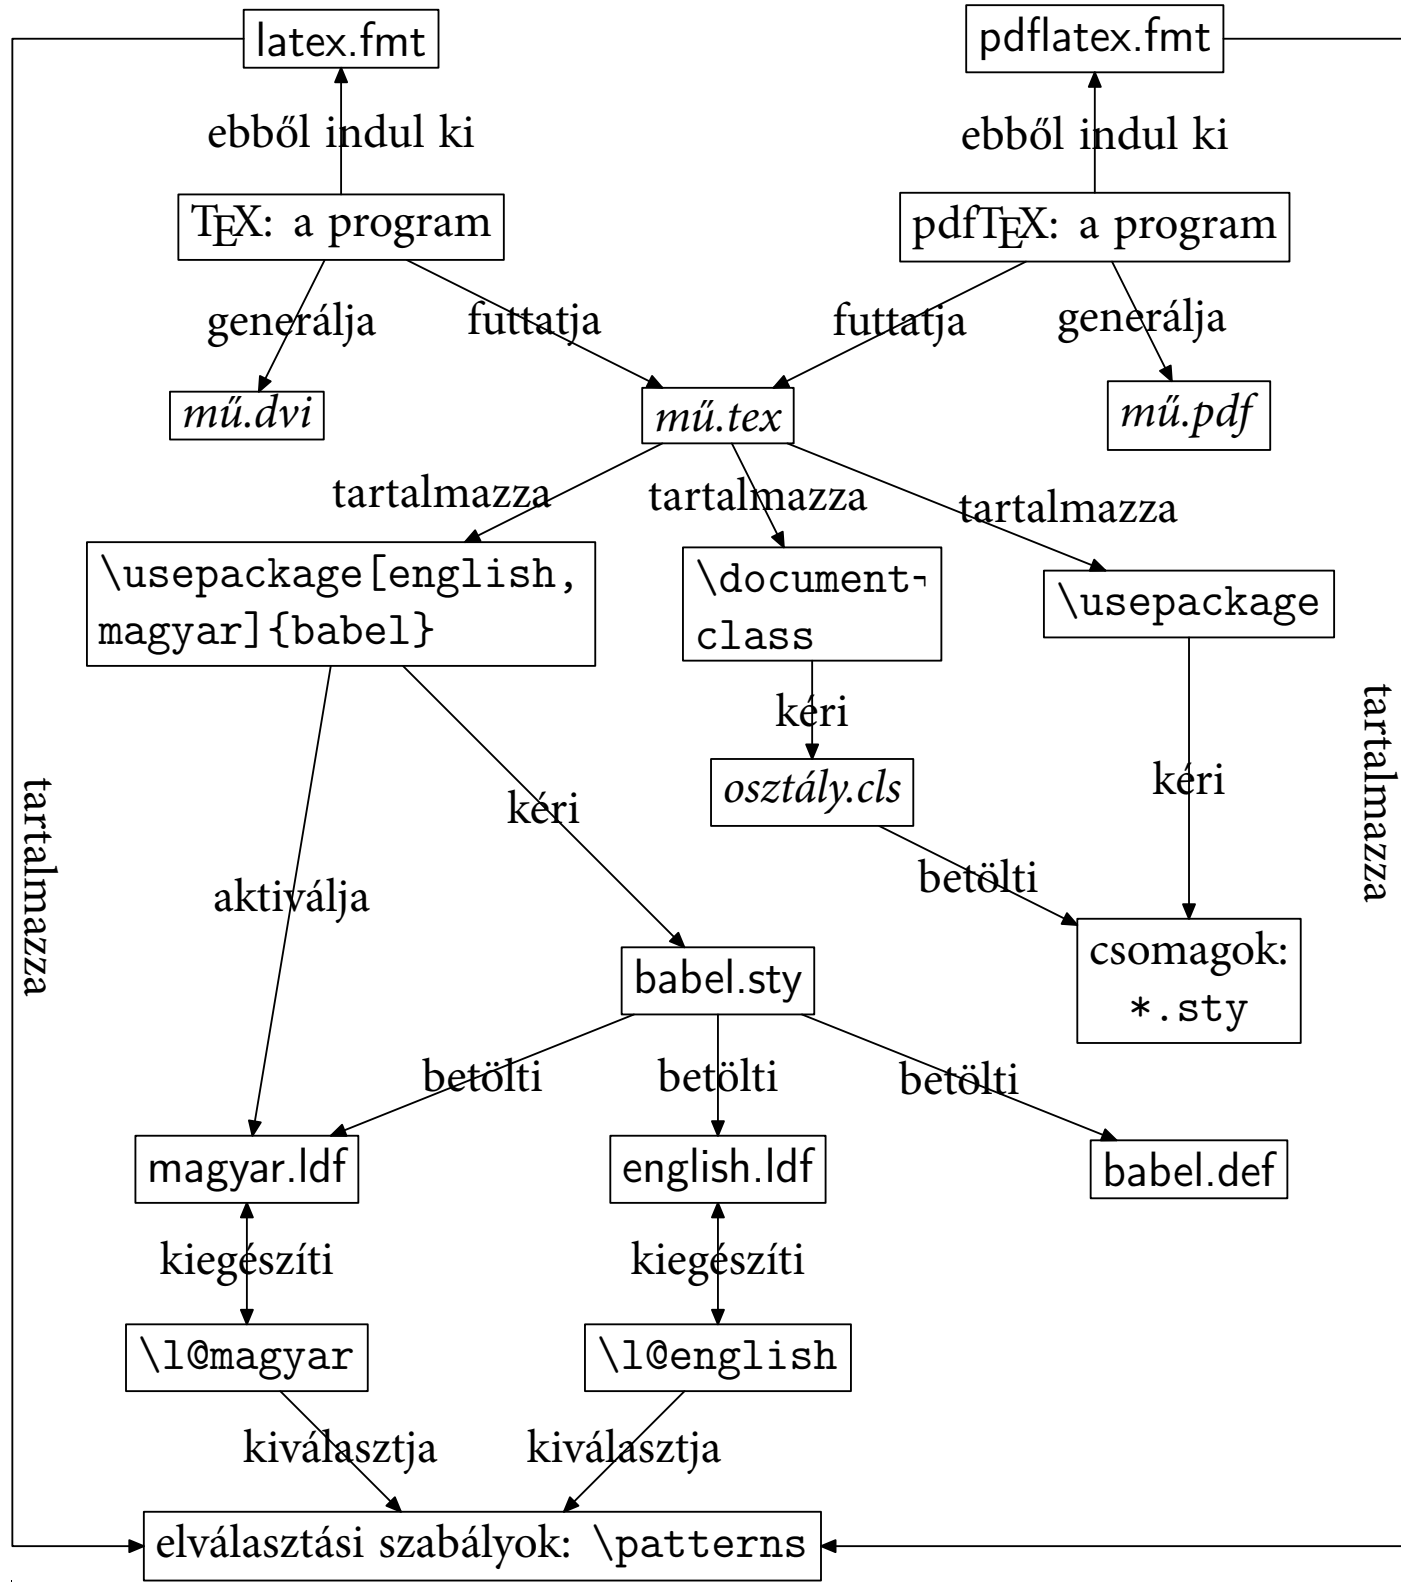 latex.fmt
pdflatex.fmt
ebből indul ki
ebből indul ki
TEX: a program
pdfTEX: a program
generálja
futtatja
futtatja
generálja
mű.dvi
mű.tex
mű.pdf
tartalmazza
tartalmazza
tartalmazza
\usepackage[english,
magyar]{babel}
\document¬
class
\usepackage
kéri
tartalmazza
osztály.cls
kéri
kéri
tartalmazza
aktiválja
betölti
csomagok:
*.sty
babel.sty
betölti
betölti
betölti
magyar.ldf
english.ldf
babel.def
kiegészíti
kiegészíti
\l@magyar
\l@english
kiválasztja
kiválasztja
elválasztási szabályok: \patterns